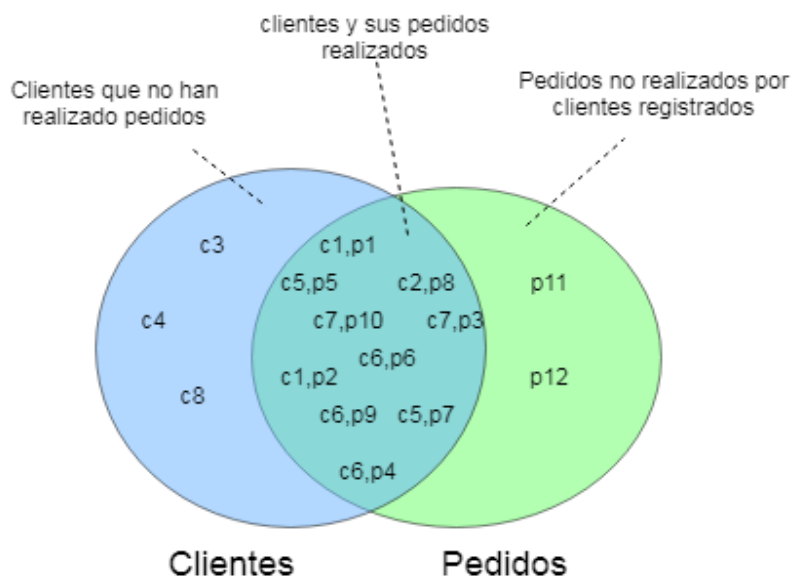 clientes y sus pedidos
realizados
Clientes que no han
realizado pedidos
Pedidos no realizados por
clientes registrados
c3
c1,p1
c5,p5
c2,p8
p11
c4
c7,p10
c7,p3
c6,p6
c1,p2
p12
c8
c6,p9
c5,p7
c6,p4
Clientes
Pedidos